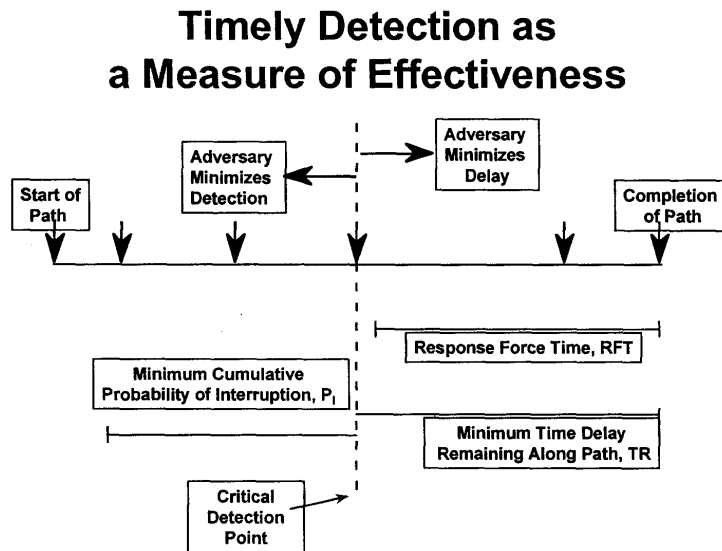 Timely Detection as
a Measure of Effectiveness
Adversary
Minimizes
Detection
Adversary
Minimizes
Delay
Start of
Path
Completion
of Path
Response Force Time, RFT
Minimum Cumulative
Probability of Interruption, PI
Minimum Time Delay
Remaining Along Path, TR
Critical
Detection
Point